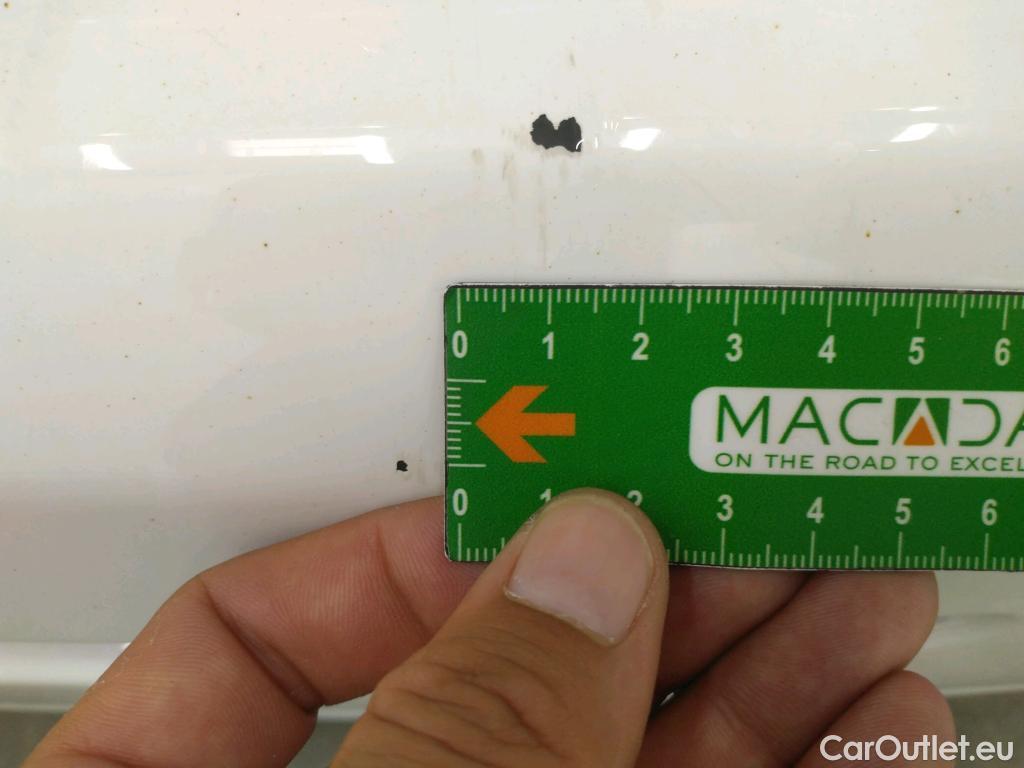 0 1 2 3 4 5 6
MACADA
ON THE ROAD TO EXCEL
0 1 2 3 4 5 6
CarOutlet.eu